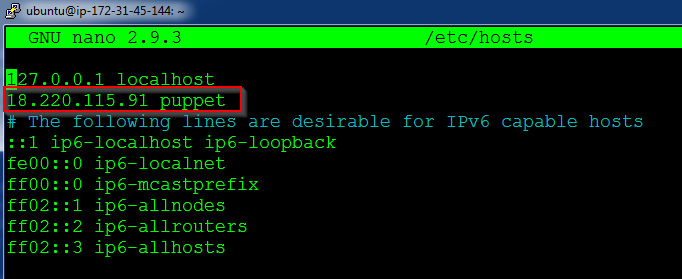 ubuntu@ip-172-31-45-144: ~
GNU nano 2.9.3 /etc/hosts
127.0.0.1 localhost
18.220.115.91 puppet
# The following lines are desirable for IPv6 capable hosts
::1 ip6-localhost ip6-loopback
fe00::0 ip6-localnet
ff00::0 ip6-mcastprefix
ff02::1 ip6-allnodes
ff02::2 ip6-allrouters
ff02::3 ip6-allhosts